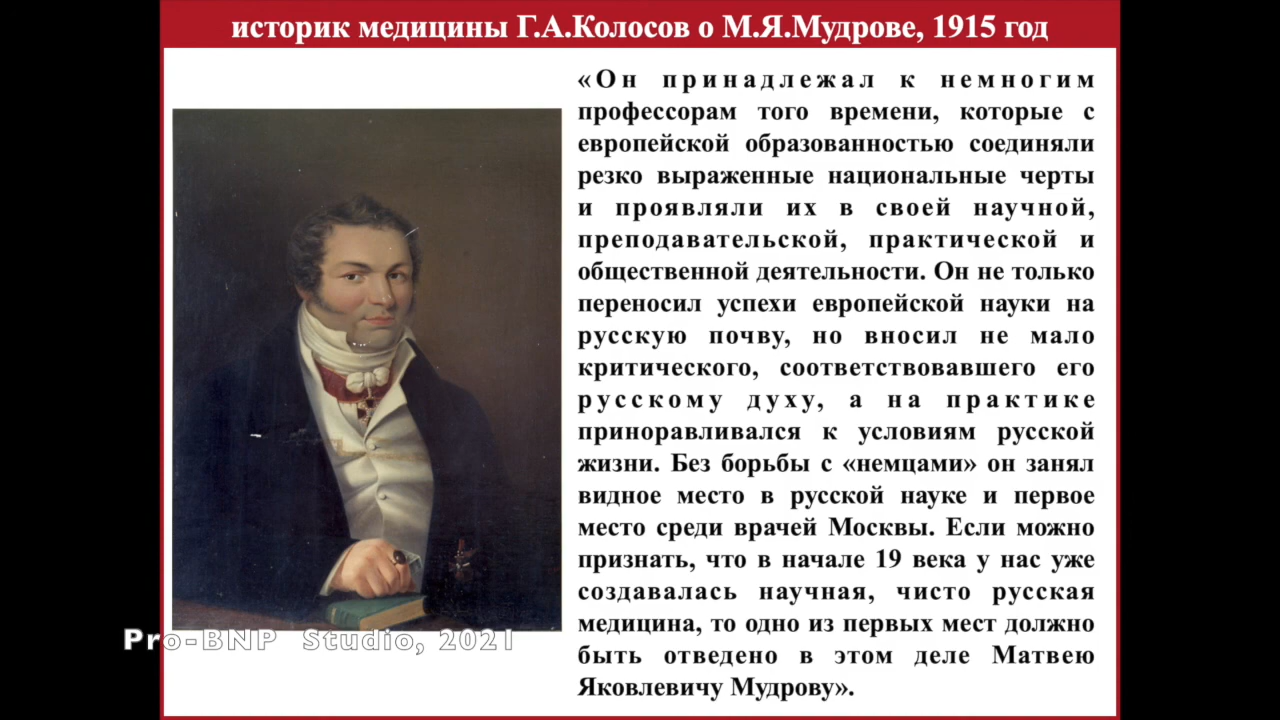 историк медицины Г.А.Колосов о М.Я.Мудрове, 1915 год
«Он принадлежал к немногим
профессорам того времени, которые с
европейской образованностью соединяли
резко выраженные национальные черты
и проявляли их в своей научной,
преподавательской, практической и
общественной деятельности. Он не только
переносил успехи европейской науки на
русскую почву, но вносил не мало
критического, соответствовавшего его
русскому духу, а на практике
приноравливался к условиям русской
жизни. Без борьбы с «немцами» он занял
видное место в русской науке и первое
место среди врачей Москвы. Если можно
признать, что в начале 19 века у нас уже
создавалась научная, чисто русская
медицина, то одно из первых мест должно
быть отведено в этом деле Матвею
Яковлевичу Мудрову».
Pro-BNP Studio, 2021